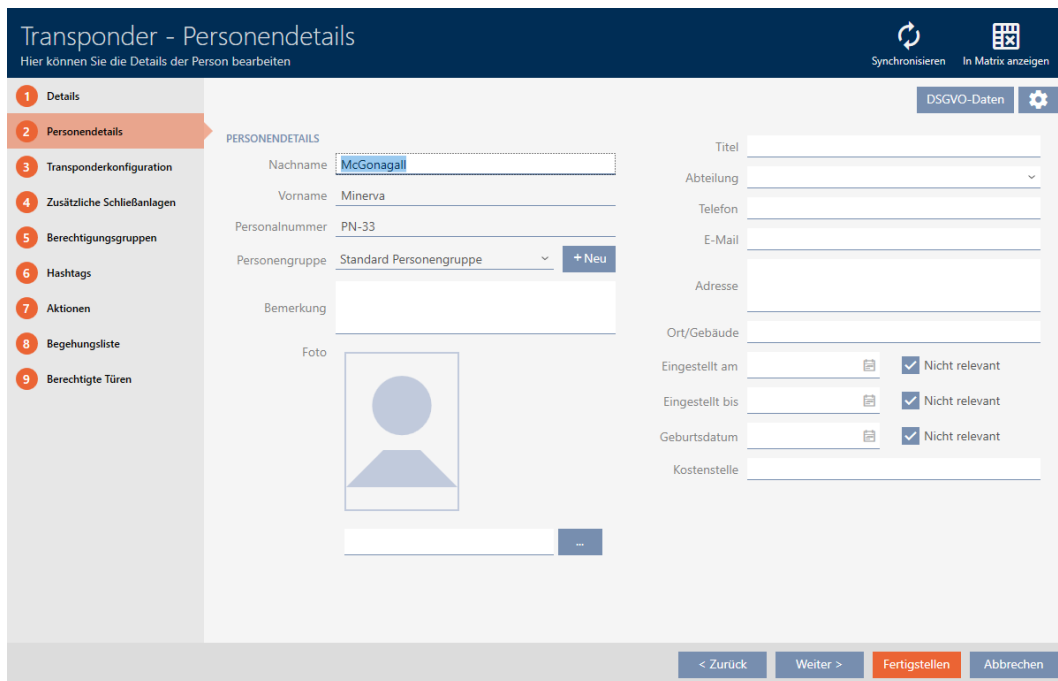 Transponder - Personendetails
Hier können Sie die Details der Person bearbeiten
Synchronisieren
In Matrix anzeigen
1 Details
2 Personendetails
3 Transponderkonfiguration
4 Zusätzliche Schließanlagen
5 Berechtigungsgruppen
6 Hashtags
7 Aktionen
8 Begehungsliste
9 Berechtigte Türen
DSGVO-Daten
PERSONENDETAILS
Nachname McGonagall
Vorname Minerva
Personalnummer PN-33
Personengruppe Standard Personengruppe + Neu
Bemerkung
Foto
...
Titel
Abteilung
Telefon
E-Mail
Adresse
Ort/Gebäude
Eingestellt am Nicht relevant
Eingestellt bis Nicht relevant
Geburtsdatum Nicht relevant
Kostenstelle
< Zurück Weiter > Fertigstellen Abbrechen